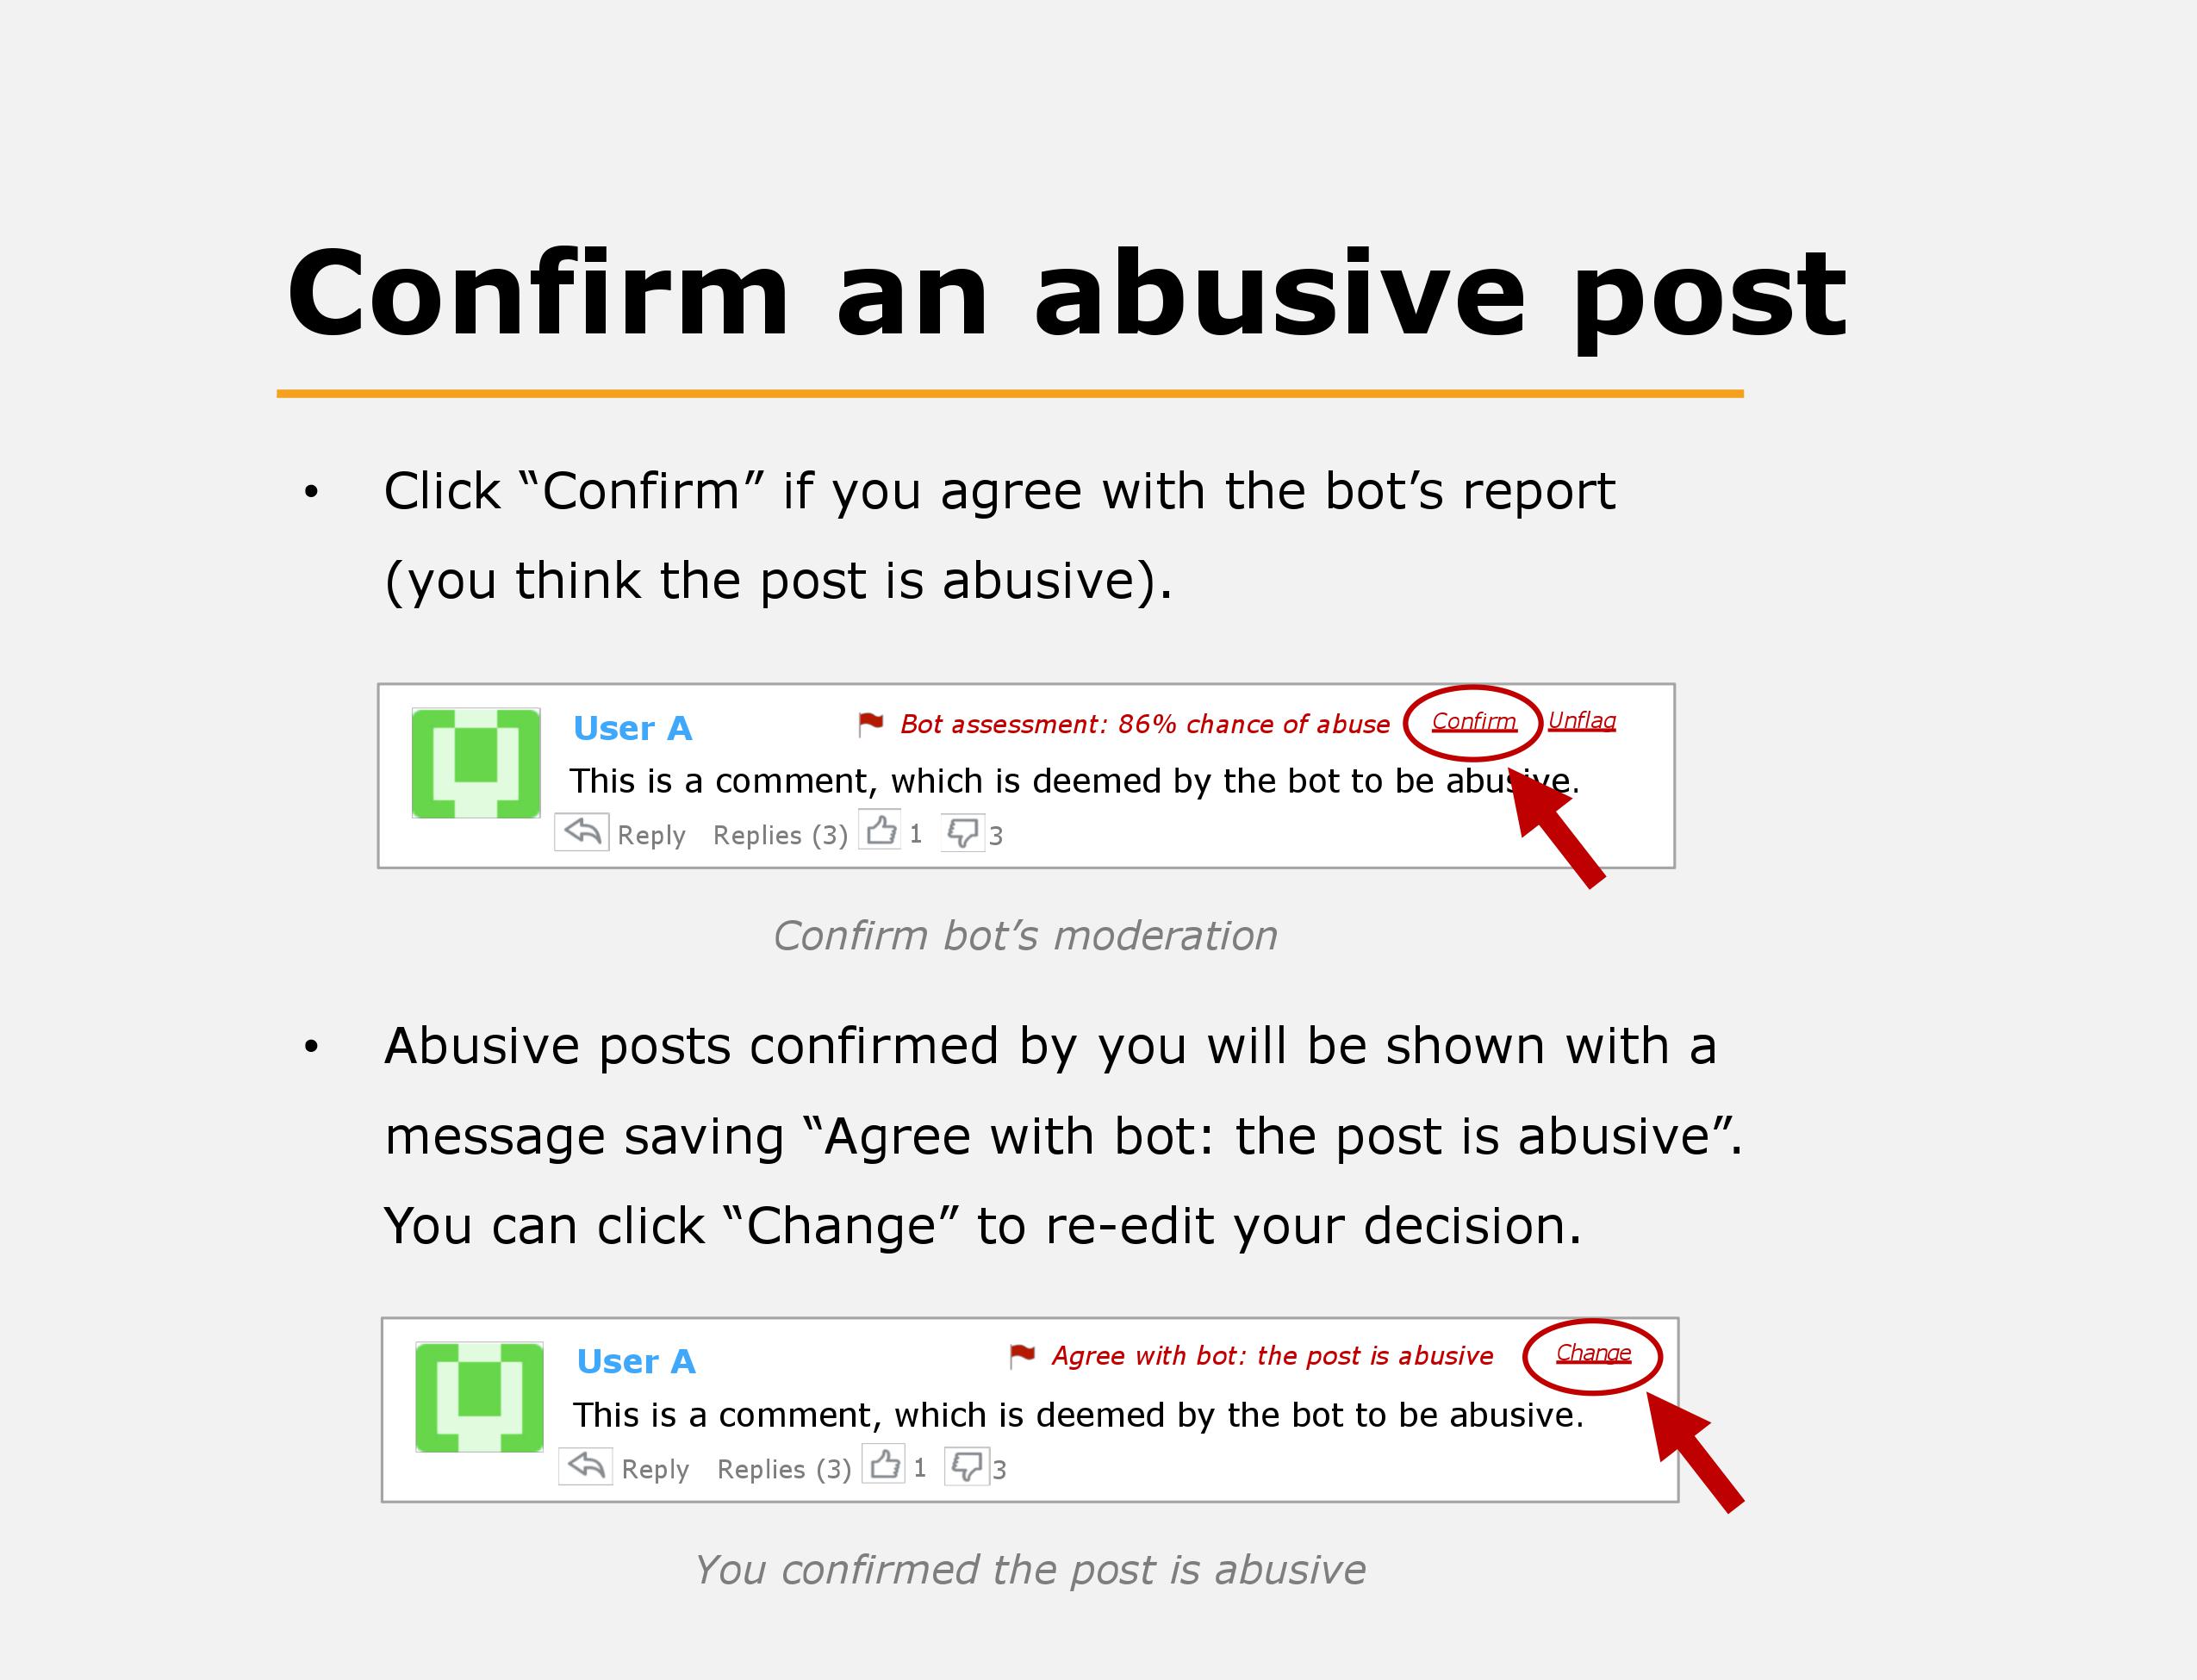 Confirm an abusive post
• Click “Confirm” if you agree with the bot’s report
(you think the post is abusive).
User A Bot assessment: 86% chance of abuse Confirm Unflag
This is a comment, which is deemed by the bot to be abusive.
Reply Replies (3) 1 3
Confirm bot’s moderation
• Abusive posts confirmed by you will be shown with a
message saving “Agree with bot: the post is abusive”.
You can click “Change” to re-edit your decision.
User A Agree with bot: the post is abusive Change
This is a comment, which is deemed by the bot to be abusive.
Reply Replies (3) 1 3
You confirmed the post is abusive